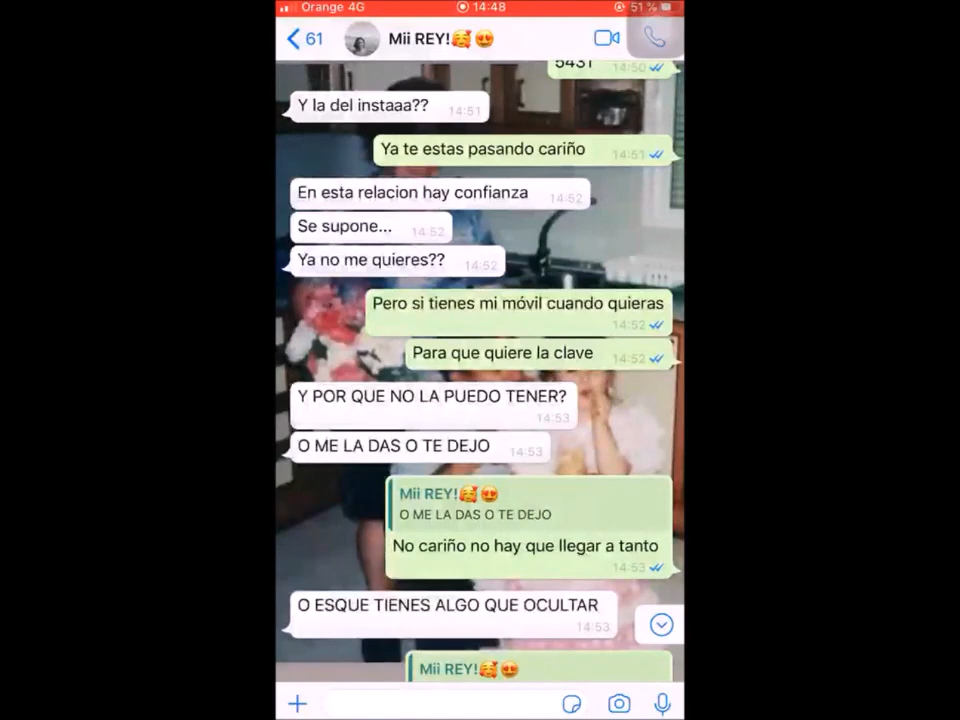 Orange 4G 14:48 51 %
61 Mii REY!🥰😍
5431 14:50
Y la del instaaa?? 14:51
Ya te estas pasando cariño 14:51
En esta relacion hay confianza 14:52
Se supone... 14:52
Ya no me quieres?? 14:52
Pero si tienes mi móvil cuando quieras
14:52
Para que quiere la clave 14:52
Y POR QUE NO LA PUEDO TENER?
14:53
O ME LA DAS O TE DEJO 14:53
Mii REY!🥰😍
O ME LA DAS O TE DEJO
No cariño no hay que llegar a tanto
14:53
O ESQUE TIENES ALGO QUE OCULTAR
14:53
Mii REY!🥰😍